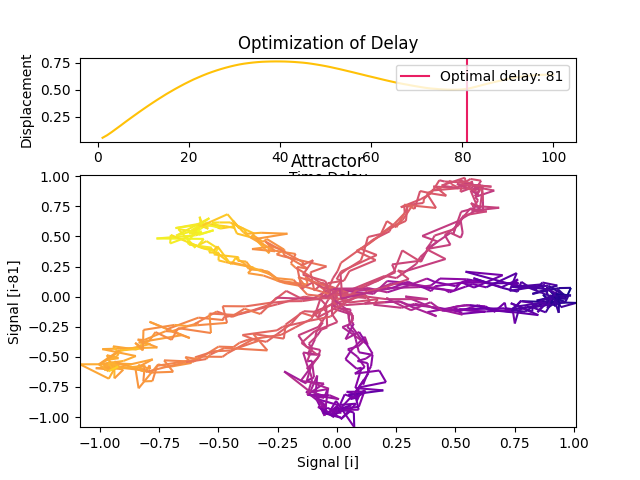 Optimization of Delay
Displacement
0.75
0.50
0.25
Optimal delay: 81
0 20 40 60 80 100
Attractor
Signal [i-81]
1.00
0.75
0.50
0.25
0.00
−0.25
−0.50
−0.75
−1.00
−1.00 −0.75 −0.50 −0.25 0.00 0.25 0.50 0.75 1.00
Signal [i]